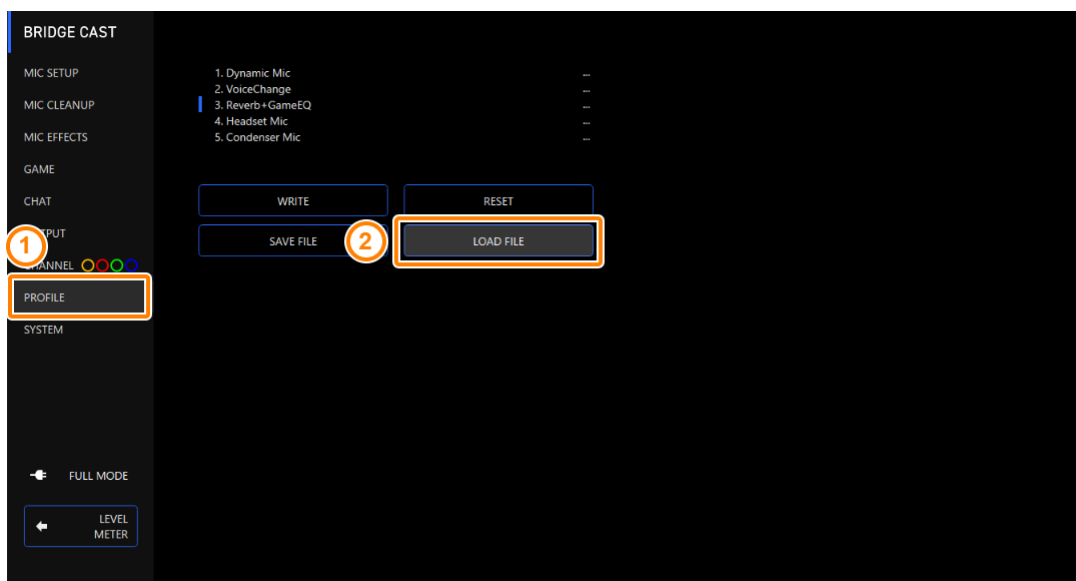 BRIDGE CAST
MIC SETUP
MIC CLEANUP
MIC EFFECTS
GAME
CHAT
PUT
CHANNEL
PROFILE
SYSTEM
FULL MODE
LEVEL
METER
1. Dynamic Mic ...
2. VoiceChange ...
3. Reverb+GameEQ ...
4. Headset Mic ...
5. Condenser Mic ...
WRITE
RESET
SAVE FILE
LOAD FILE
1
2